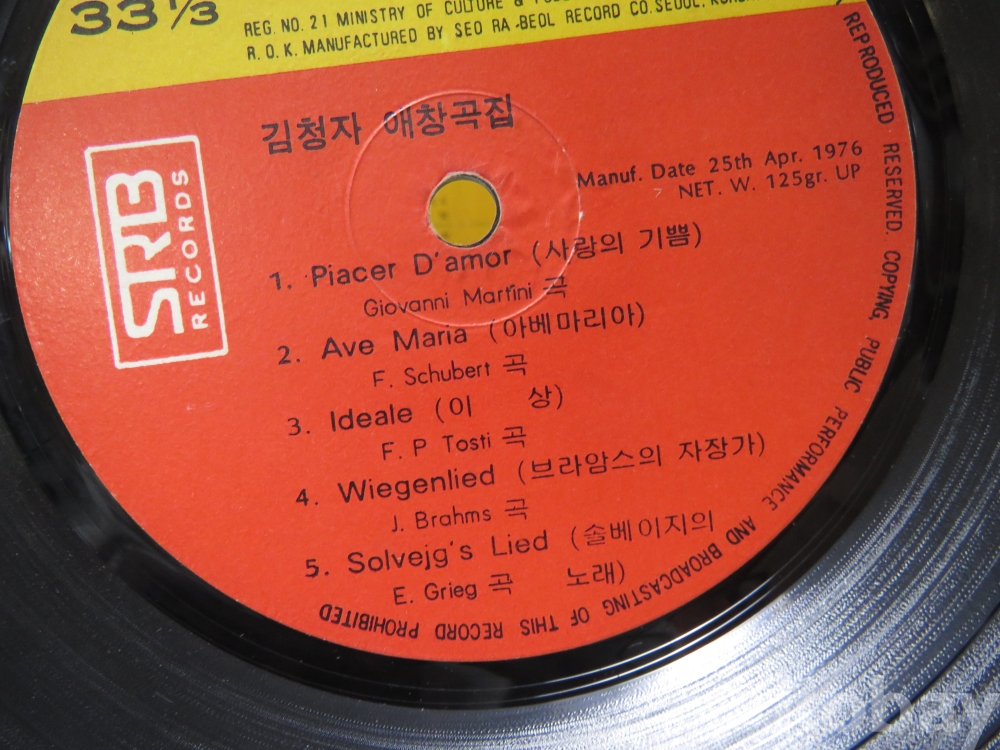 33 1/3
REG. NO. 21 MINISTRY OF CULTURE &
R. O. K. MANUFACTURED BY SEO RA-BEOL RECORD CO. SEOUL, KOREA
김청자 애창곡집
SRB
RECORDS
Manuf. Date 25th Apr. 1976
NET. W. 125gr. UP
1. Piacer D'amor (사랑의 기쁨)
Giovanni Martini 곡
2. Ave Maria (아베마리아)
F. Schubert 곡
3. Ideale (이 상)
F. P Tosti 곡
4. Wiegenlied (브라암스의 자장가)
J. Brahms 곡
5. Solvejg's Lied (솔베이지의
E. Grieg 곡 노래)
REPRODUCED RESERVED. COPYING, PUBLIC PERFORMANCE AND BROADCASTING OF THIS RECORD PROHIBITED
ebay